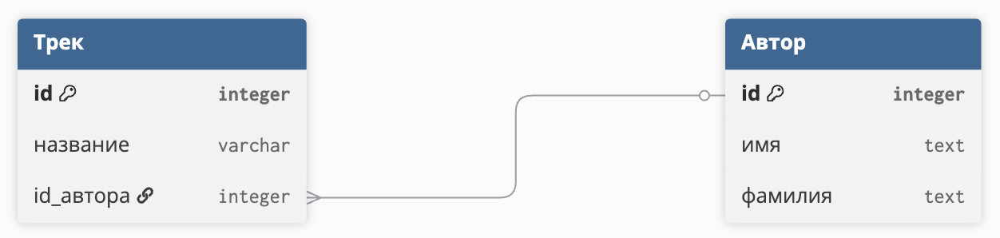 Трек
id integer
название varchar
id_автора integer
Автор
id integer
имя text
фамилия text